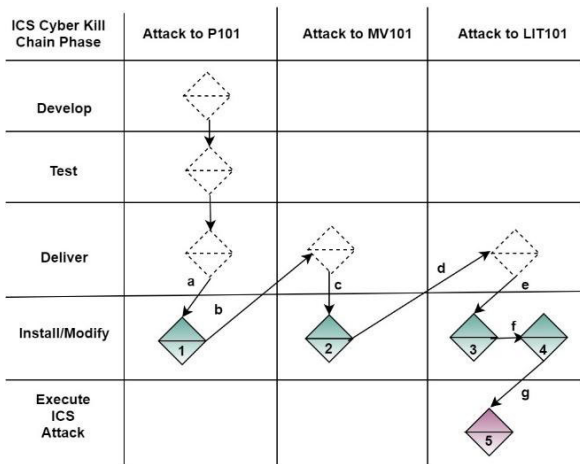 ICS Cyber Kill
Chain Phase
Attack to P101
Attack to MV101
Attack to LIT101
Develop
Test
Deliver
a
b
c
d
e
Install/Modify
1
2
3
f
4
Execute
ICS
Attack
g
5